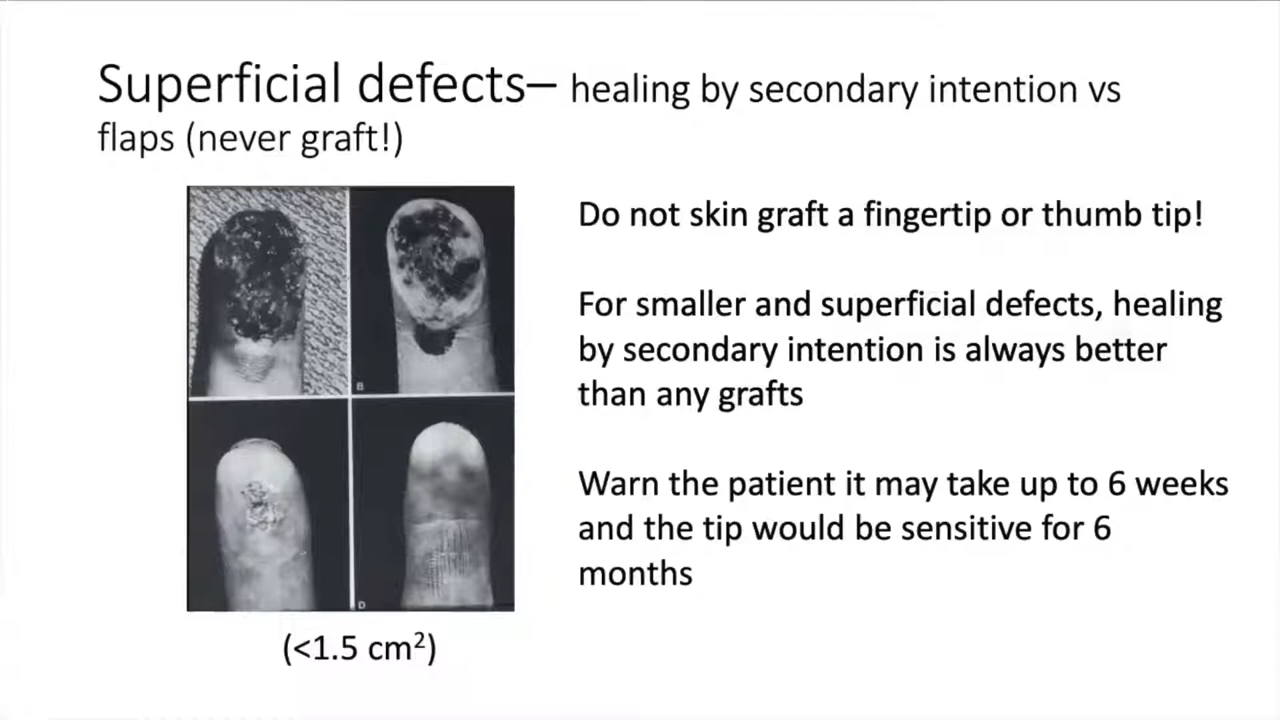 Superficial defects– healing by secondary intention vs
flaps (never graft!)
Do not skin graft a fingertip or thumb tip!
For smaller and superficial defects, healing
by secondary intention is always better
than any grafts
Warn the patient it may take up to 6 weeks
and the tip would be sensitive for 6
months
B
D
(<1.5 cm²)